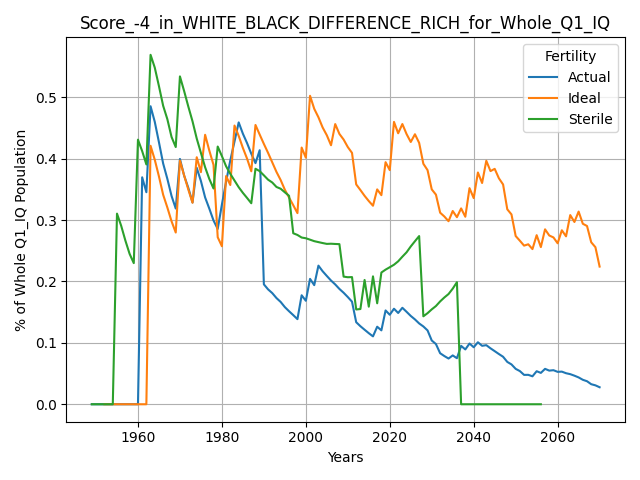 Score_-4_in_WHITE_BLACK_DIFFERENCE_RICH_for_Whole_Q1_IQ
Fertility
Actual
Ideal
Sterile
% of Whole Q1_IQ Population
0.5
0.4
0.3
0.2
0.1
0.0
1960 1980 2000 2020 2040 2060
Years